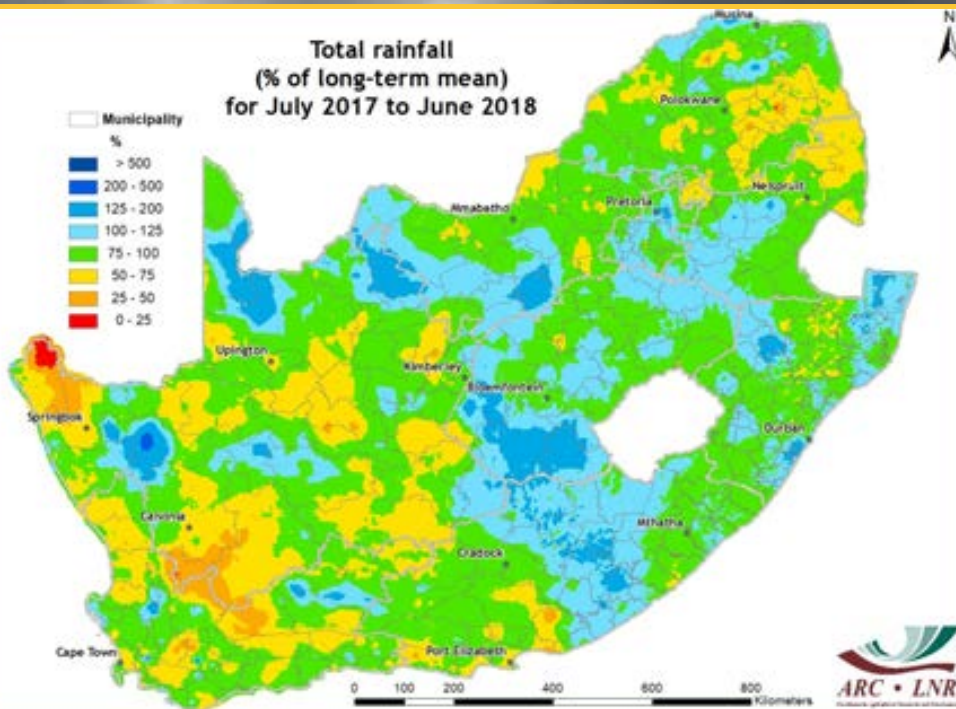 Total rainfall
(% of long-term mean)
for July 2017 to June 2018
N
Municipality
%
> 500
200 - 500
125 - 200
100 - 125
75 - 100
50 - 75
25 - 50
0 - 25
Musina
Polokwane
Nelspruit
Pretoria
Mmabatho
Upington
Kimberley
Bloemfontein
Springbok
Durban
Calvinia
Mthatha
Cradock
Cape Town
Port Elizabeth
0 100 200 400 600 800
Kilometers
ARC • LNR